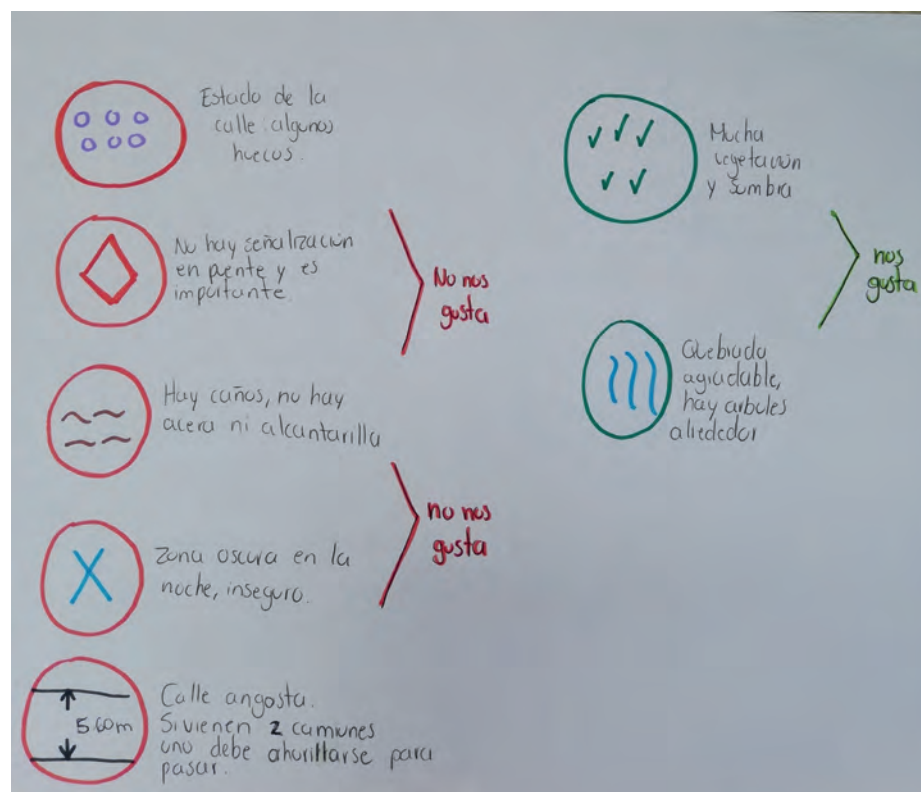 Estado de la
calle. algunos
huecos.
No hay señalización
en puente y es
importante.
No nos
gusta
Hay caños, no hay
acera ni alcantarilla
Zona oscura en la
noche, inseguro.
no nos
gusta
5.60m
Calle angosta.
Si vienen 2 camiones
uno debe ahorillarse para
pasar.
Mucha
vegetación
y sombra
nos
gusta
Quebrada
agradable,
hay arboles
alrededor